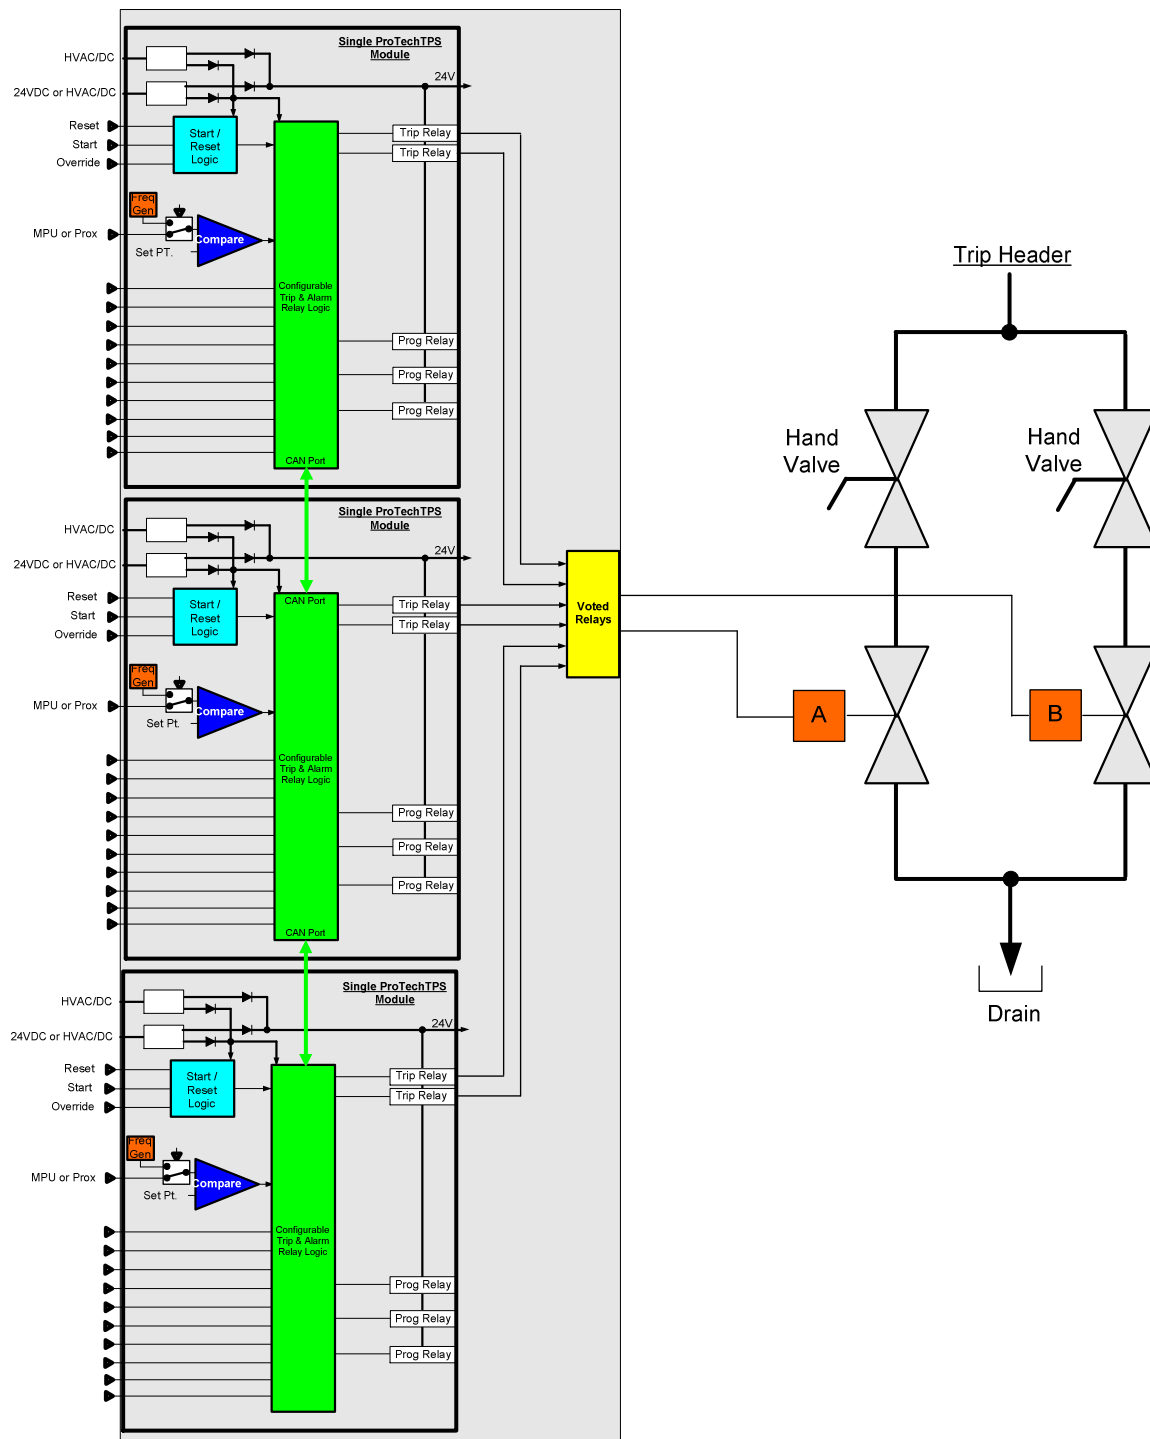 Single ProTechTPS
Module
HVAC/DC
24V
24VDC or HVAC/DC
Reset
Start
Override
Start /
Reset
Logic
Trip Relay
Trip Relay
Freq
Gen
MPU or Prox
Set PT.
Compare
Configurable
Trip & Alarm
Relay Logic
Prog Relay
Prog Relay
Prog Relay
CAN Port
Single ProTechTPS
Module
HVAC/DC
24V
24VDC or HVAC/DC
Reset
Start
Override
Start /
Reset
Logic
CAN Port
Trip Relay
Trip Relay
Freq
Gen
MPU or Prox
Set Pt.
Compare
Configurable
Trip & Alarm
Relay Logic
Prog Relay
Prog Relay
Prog Relay
CAN Port
Single ProTechTPS
Module
HVAC/DC
24V
24VDC or HVAC/DC
Reset
Start
Override
Start /
Reset
Logic
Trip Relay
Trip Relay
Freq
Gen
MPU or Prox
Set Pt.
Compare
Configurable
Trip & Alarm
Relay Logic
Prog Relay
Prog Relay
Prog Relay
Voted
Relays
Trip Header
Hand
Valve
Hand
Valve
A
B
Drain